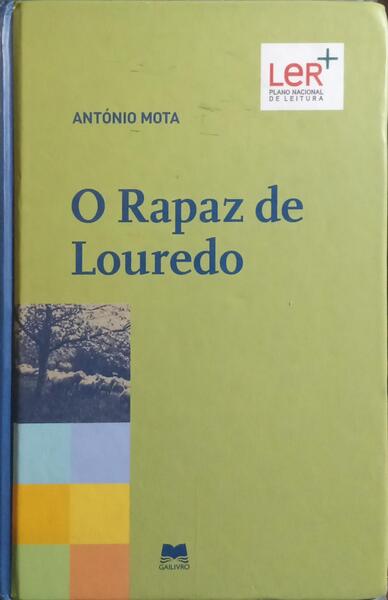 LeR+
PLANO NACIONAL
DE LEITURA
ANTÓNIO MOTA
O Rapaz de
Louredo
GAILIVRO